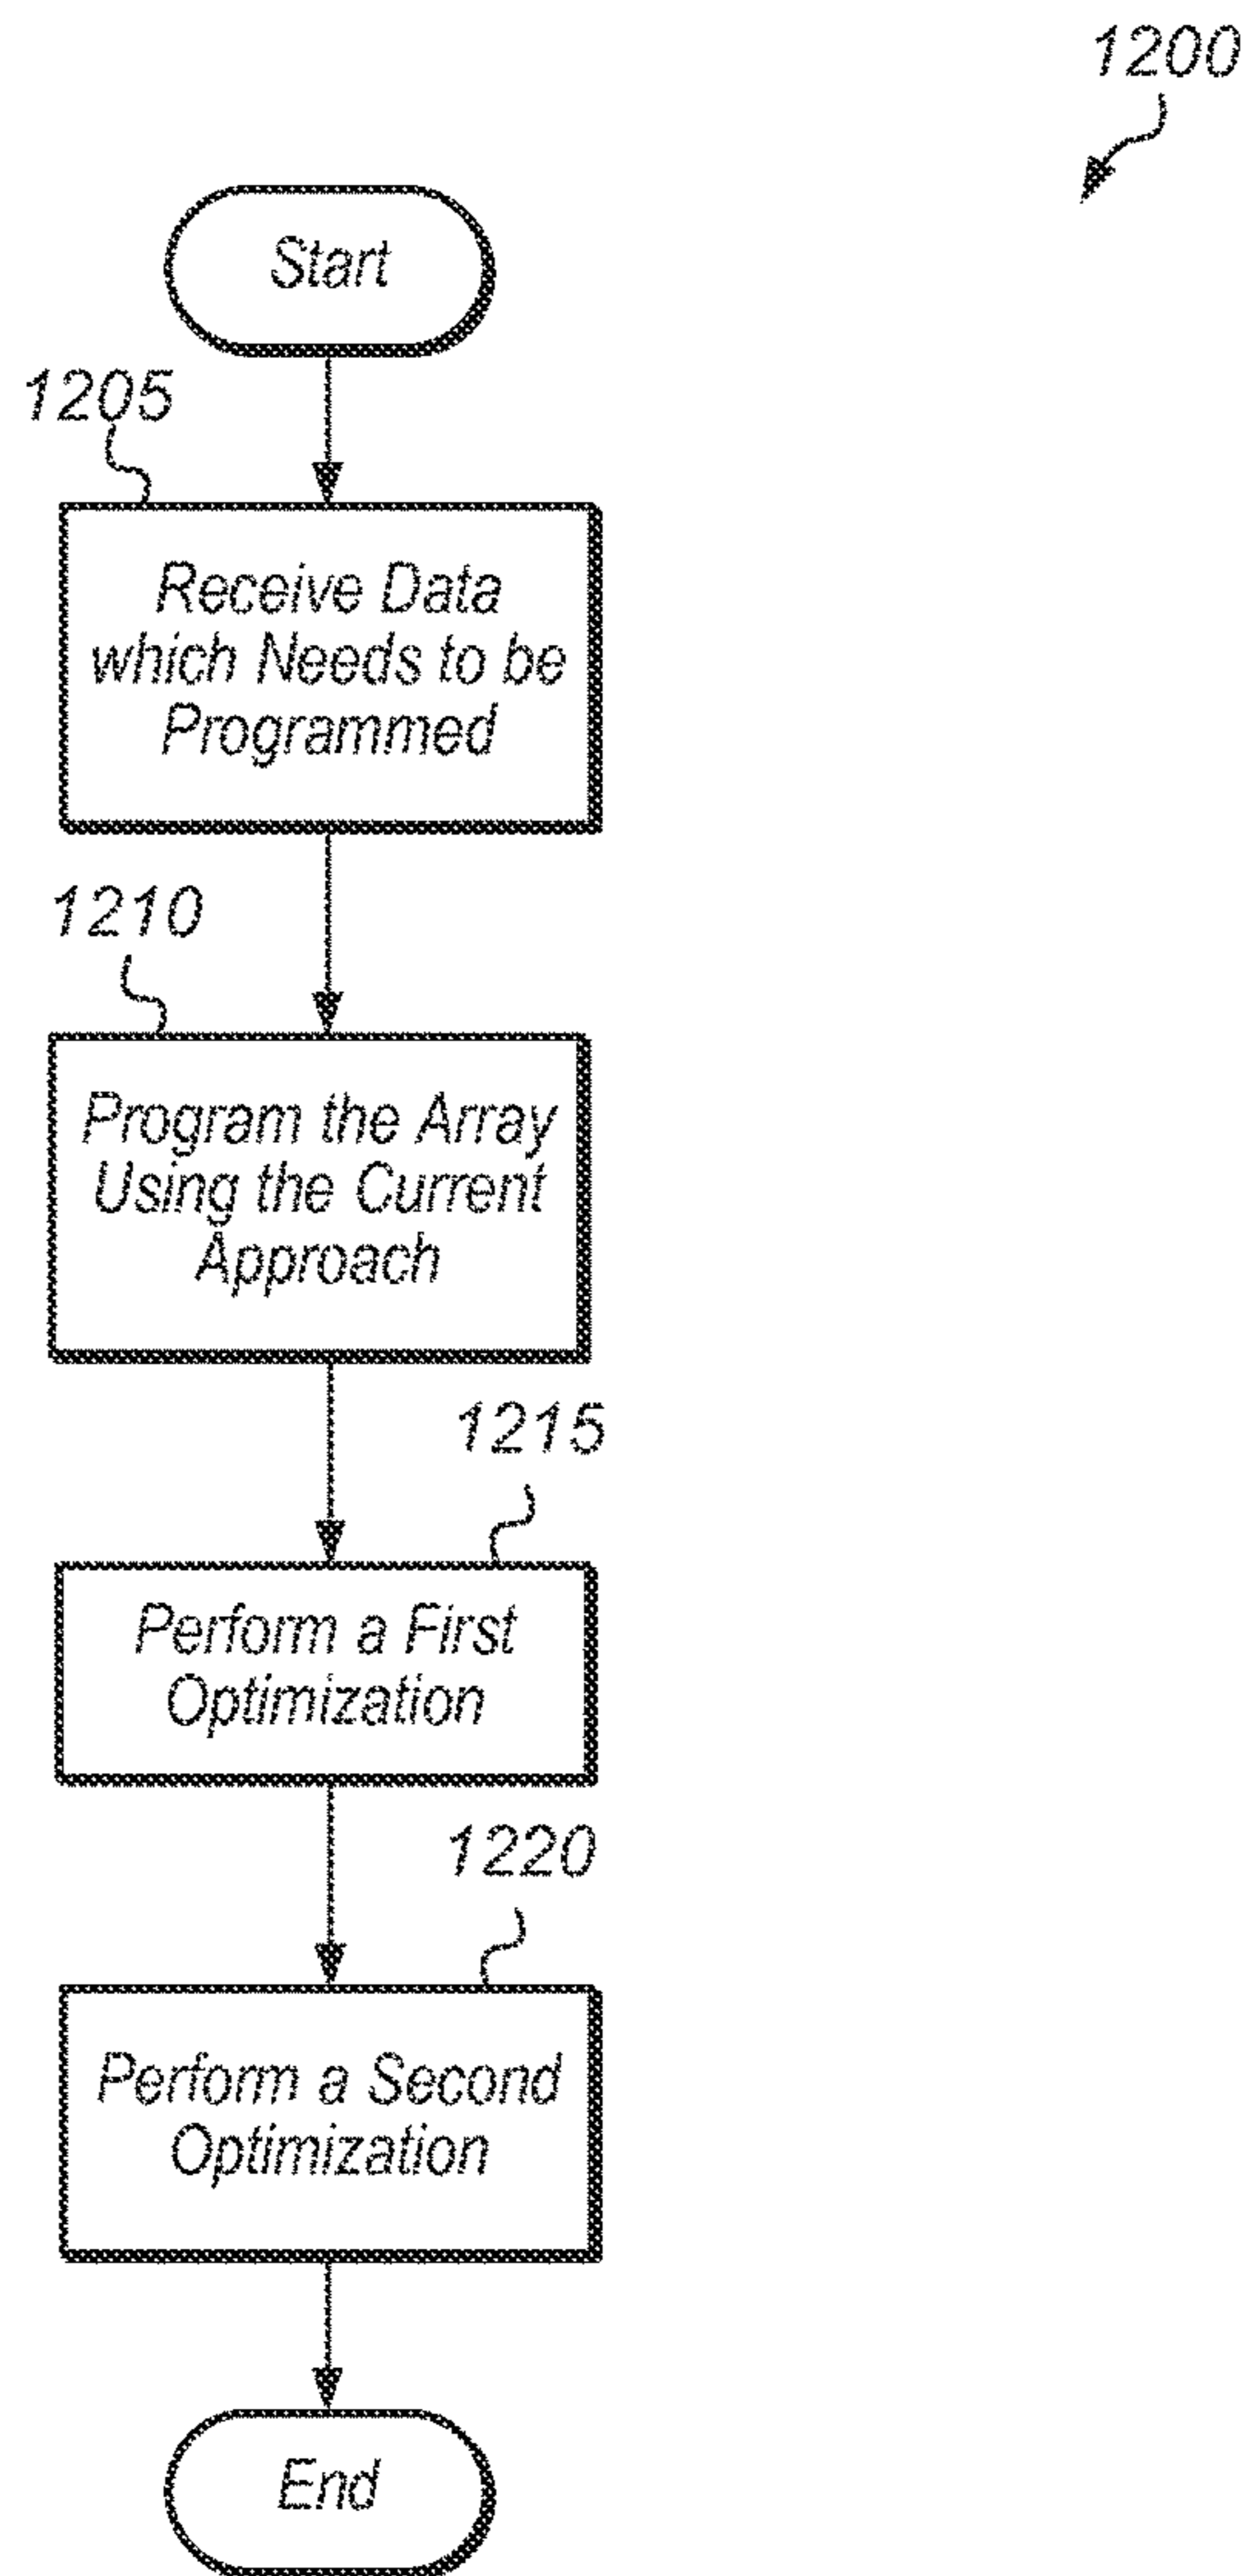 1200
Start
1205
Receive Data
which Needs to be
Programmed
1210
Program the Array
Using the Current
Approach
1215
Perform a First
Optimization
1220
Perform a Second
Optimization
End